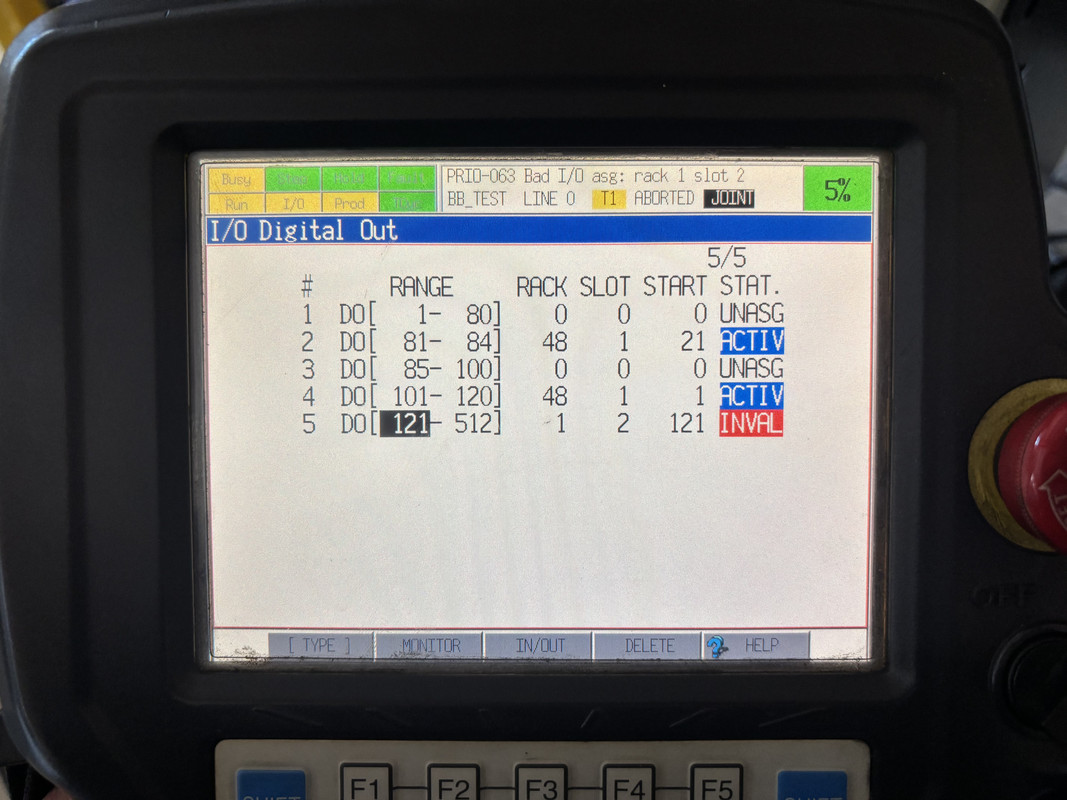 Busy
PRIO-063 Bad I/O asg: rack 1 slot 2
Run I/O Prod
BB_TEST LINE 0 T1 ABORTED JOINT
5%
I/O Digital Out
5/5
# RANGE RACK SLOT START STAT.
1 DO[ 1- 80] 0 0 0 UNASG
2 DO[ 81- 84] 48 1 21 ACTIV
3 DO[ 85- 100] 0 0 0 UNASG
4 DO[ 101- 120] 48 1 1 ACTIV
5 DO[ 121- 512] 1 2 121 INVAL
[ TYPE ] MONITOR IN/OUT DELETE HELP
OFF
F1 F2 F3 F4 F5